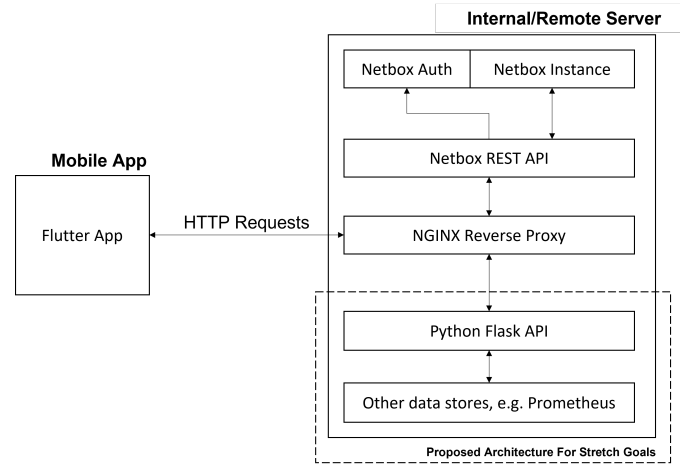 Internal/Remote Server
Netbox Auth
Netbox Instance
Netbox REST API
Mobile App
Flutter App
HTTP Requests
NGINX Reverse Proxy
Python Flask API
Other data stores, e.g. Prometheus
Proposed Architecture For Stretch Goals